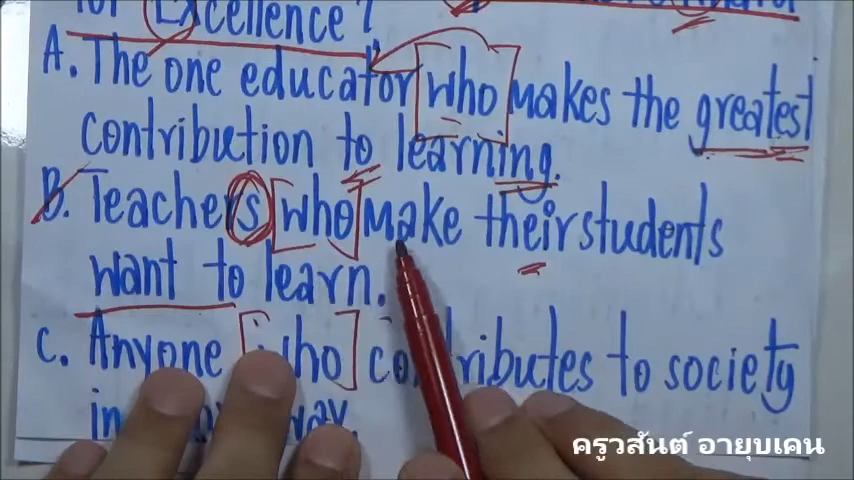 for Excellence?
A. The one educator who makes the greatest
contribution to learning.
B. Teachers who make their students
want to learn.
C. Anyone who contributes to society
in way.
ครูวสันต์ อายุบเคน